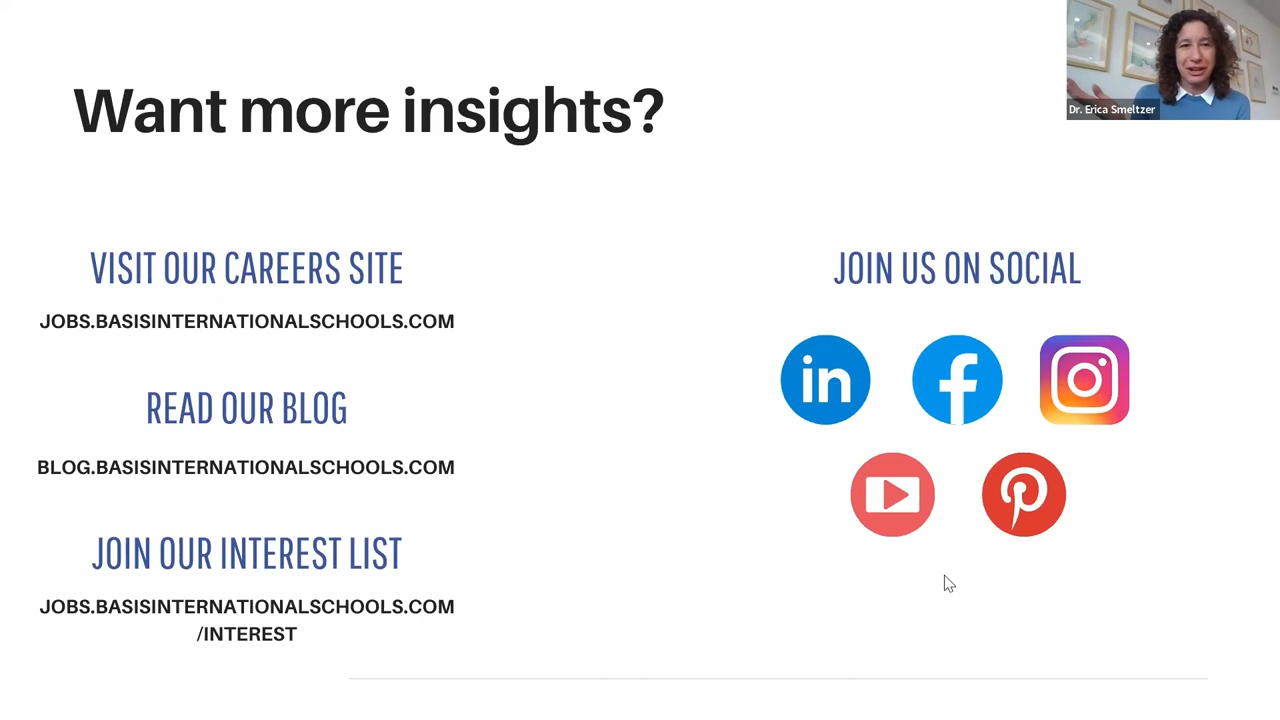 Want more insights?
Dr. Erica Smeltzer
VISIT OUR CAREERS SITE
JOBS.BASISINTERNATIONALSCHOOLS.COM
READ OUR BLOG
BLOG.BASISINTERNATIONALSCHOOLS.COM
JOIN OUR INTEREST LIST
JOBS.BASISINTERNATIONALSCHOOLS.COM
/INTEREST
JOIN US ON SOCIAL
in
f